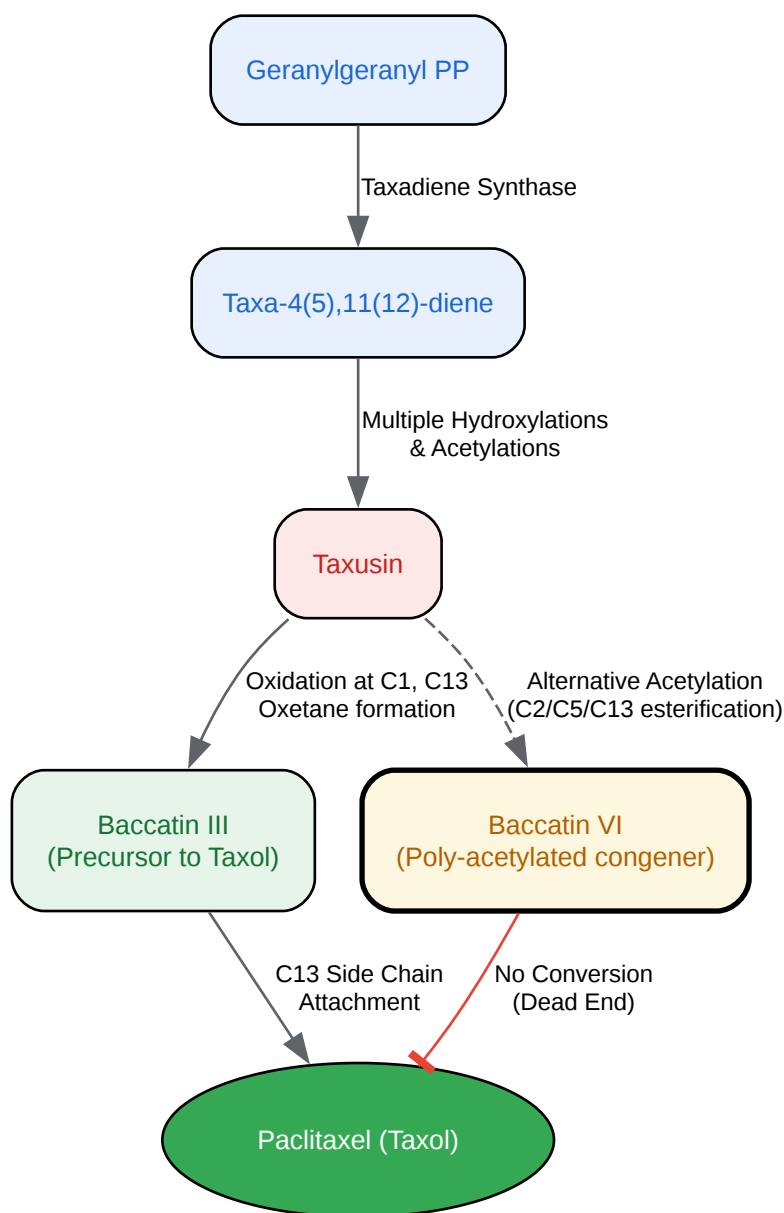 Geranylgeranyl PP
Taxadiene Synthase
Taxa-4(5),11(12)-diene
Multiple Hydroxylations
& Acetylations
Taxusin
Oxidation at C1, C13
Oxetane formation
Alternative Acetylation
(C2/C5/C13 esterification)
Baccatin III
(Precursor to Taxol)
Baccatin VI
(Poly-acetylated congener)
C13 Side Chain
Attachment
No Conversion
(Dead End)
Paclitaxel (Taxol)